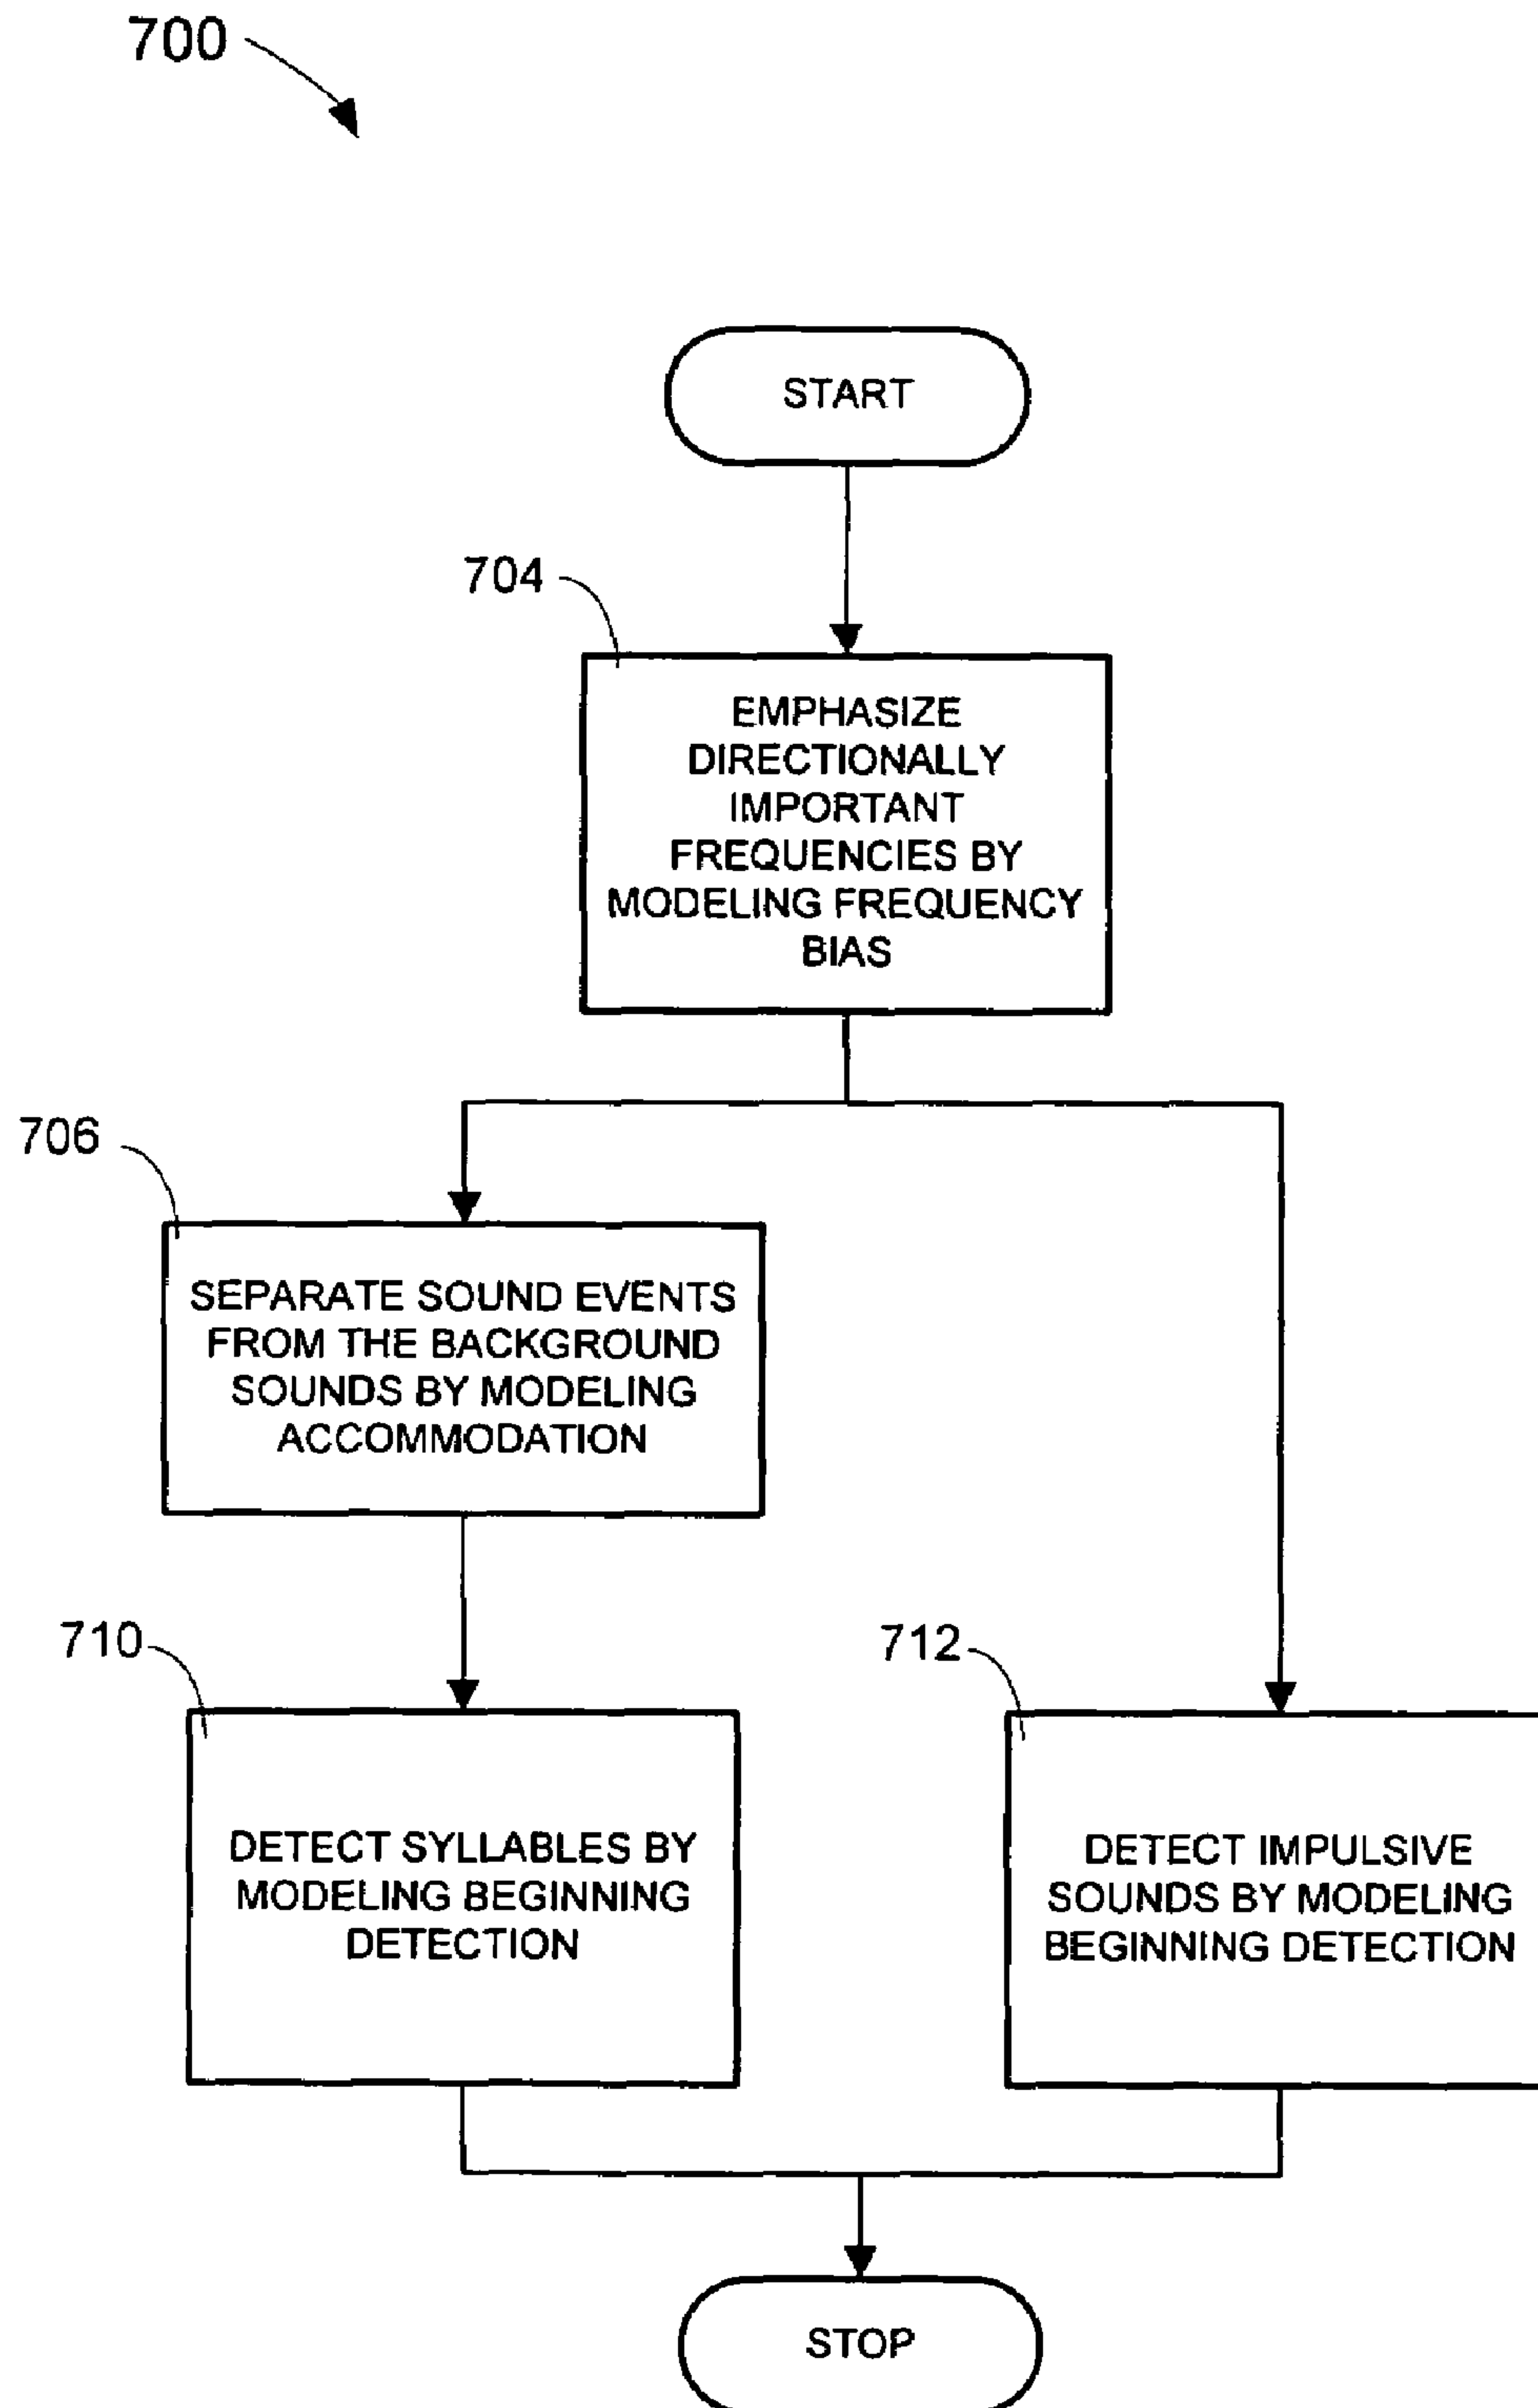 700
START
704
EMPHASIZE
DIRECTIONALLY
IMPORTANT
FREQUENCIES BY
MODELING FREQUENCY
BIAS
706
SEPARATE SOUND EVENTS
FROM THE BACKGROUND
SOUNDS BY MODELING
ACCOMMODATION
710
DETECT SYLLABLES BY
MODELING BEGINNING
DETECTION
712
DETECT IMPULSIVE
SOUNDS BY MODELING
BEGINNING DETECTION
STOP